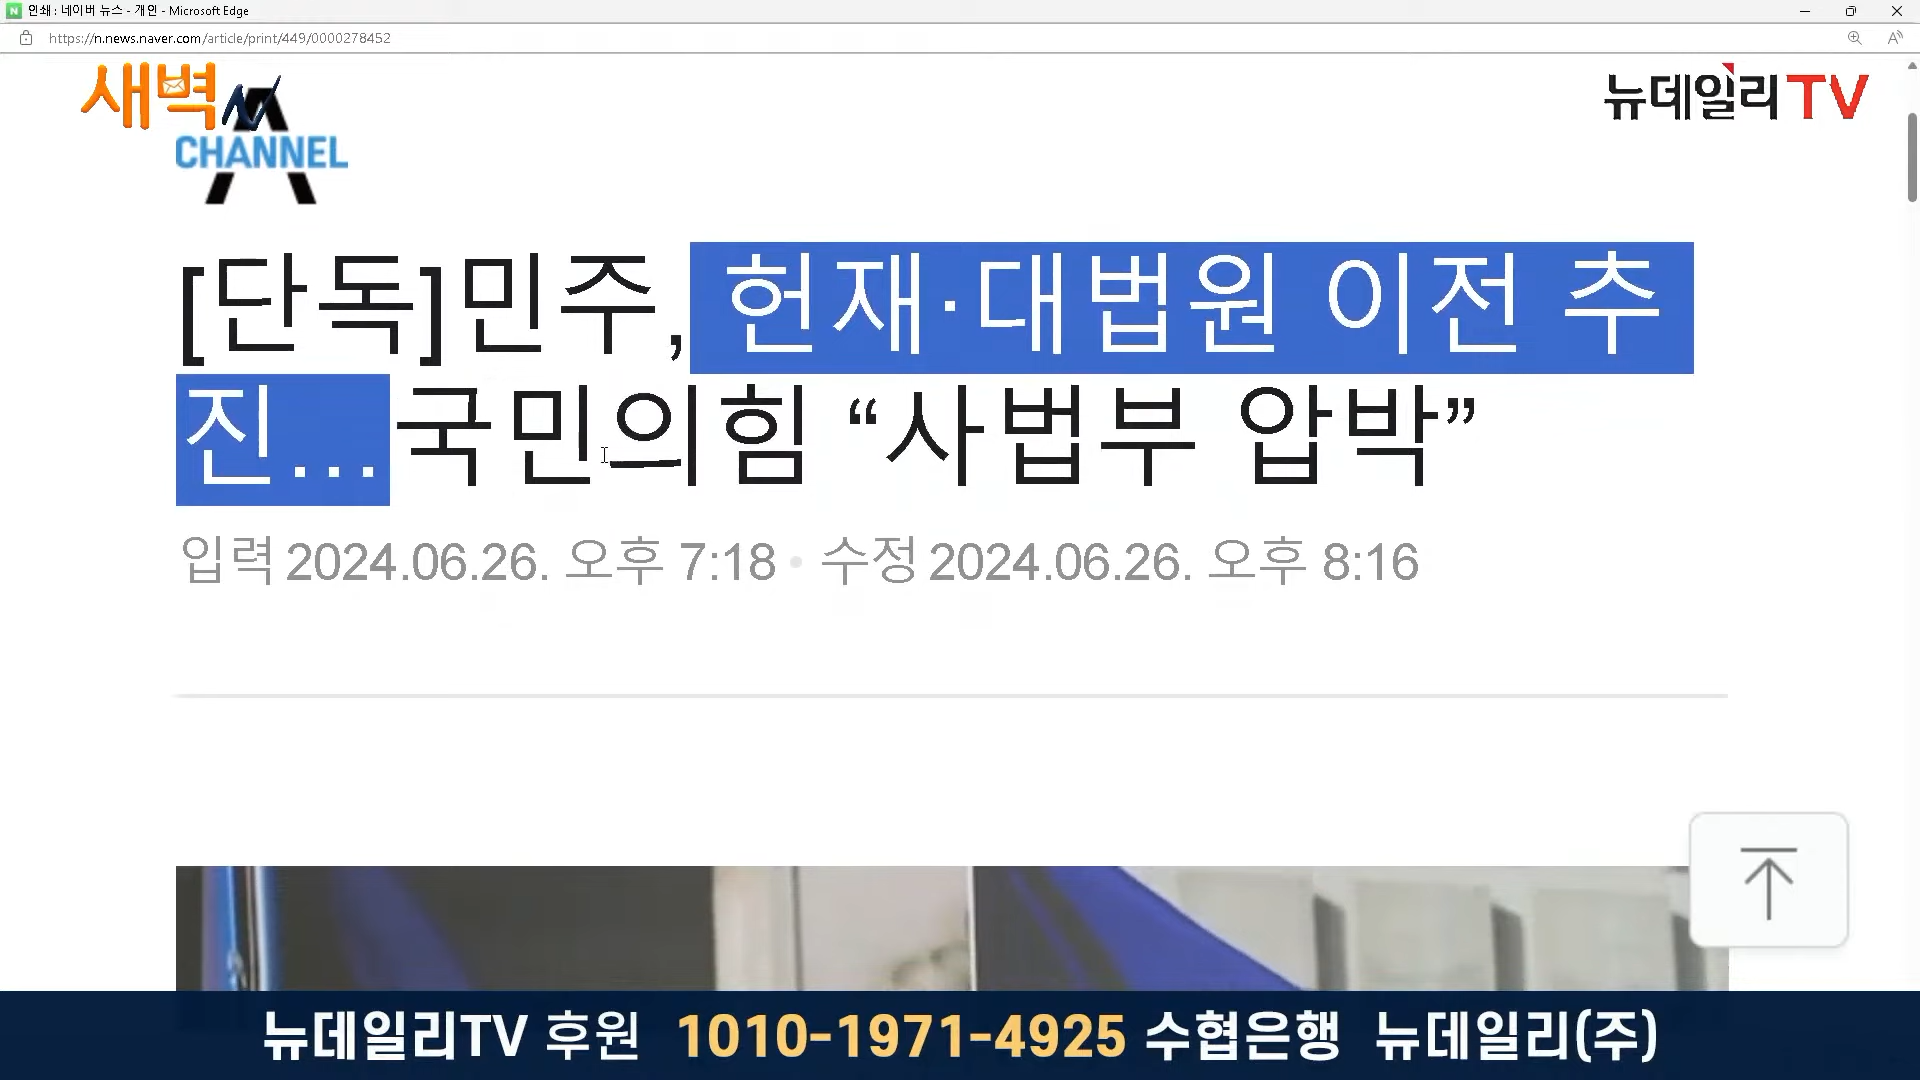 인쇄 : 네이버 뉴스 - 개인 - Microsoft Edge
https://n.news.naver.com/article/print/449/0000278452
새벽
CHANNEL
뉴데일리TV
[단독]민주, 헌재·대법원 이전 추
진…국민의힘 “사법부 압박”
입력 2024.06.26. 오후 7:18 수정 2024.06.26. 오후 8:16
뉴데일리TV 후원 1010-1971-4925 수협은행 뉴데일리(주)